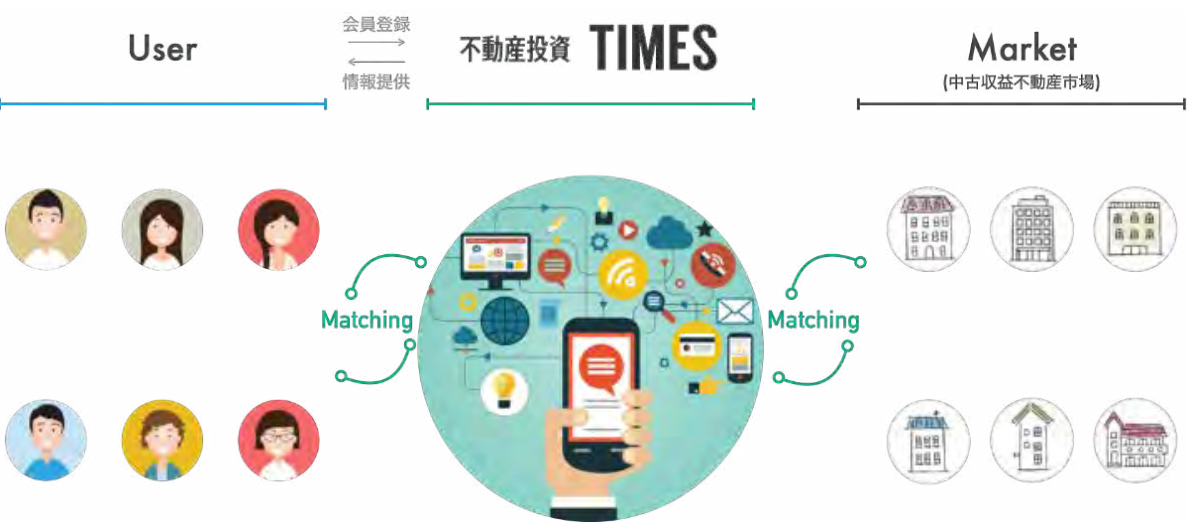 User
会員登録
情報提供
不動産投資 TIMES
Market
(中古収益不動産市場)
Matching
Matching